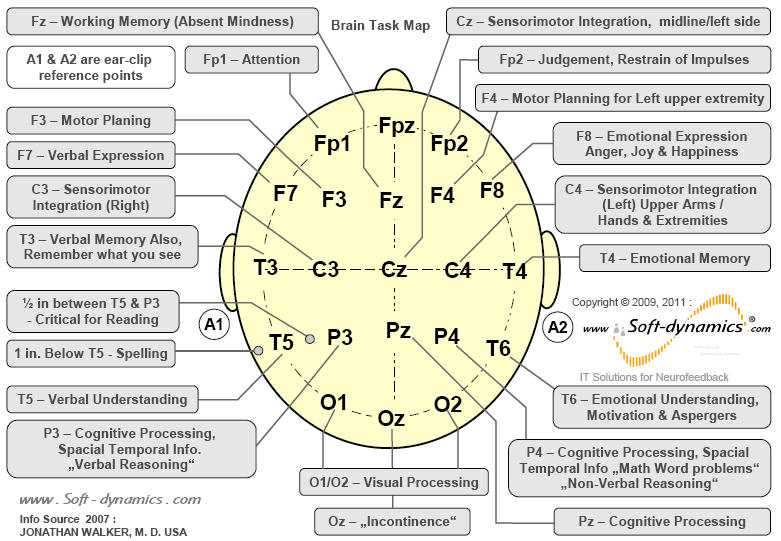 Fz – Working Memory (Absent Mindness)
Brain Task Map
Cz – Sensorimotor Integration, midline/left side
A1 & A2 are ear-clip
reference points
Fp1 – Attention
Fp2 – Judgement, Restrain of Impulses
F4 – Motor Planning for Left upper extremity
F3 – Motor Planing
F7 – Verbal Expression
F8 – Emotional Expression
Anger, Joy & Happiness
C3 – Sensorimotor
Integration (Right)
C4 – Sensorimotor Integration
(Left) Upper Arms /
Hands & Extremities
T3 – Verbal Memory Also,
Remember what you see
T4 – Emotional Memory
Fpz
Fp1
Fp2
F7
F3
Fz
F4
F8
T3
C3
Cz
C4
T4
½ in between T5 & P3
- Critical for Reading
A1
A2
Copyright © 2009, 2011 :
www. Soft-dynamics ® .com
IT Solutions for Neurofeedback
T5
P3
Pz
P4
T6
O1
Oz
O2
1 in. Below T5 - Spelling
T5 – Verbal Understanding
T6 – Emotional Understanding,
Motivation & Aspergers
P3 – Cognitive Processing,
Spacial Temporal Info.
„Verbal Reasoning“
P4 – Cognitive Processing, Spacial
Temporal Info „Math Word problems“
„Non-Verbal Reasoning“
O1/O2 – Visual Processing
Oz – „Incontinence“
Pz – Cognitive Processing
www. Soft-dynamics . com
Info Source 2007 :
JONATHAN WALKER, M. D. USA